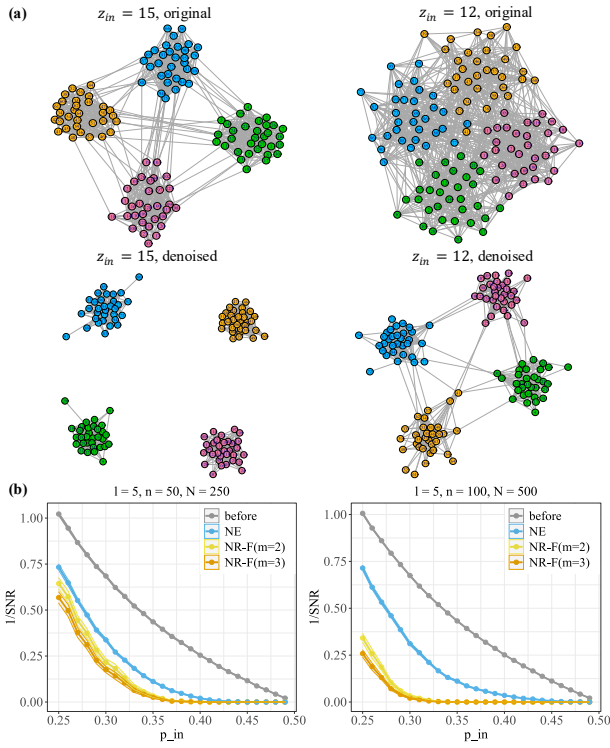 (a)
z_in = 15, original
z_in = 12, original
z_in = 15, denoised
z_in = 12, denoised
(b)
l = 5, n = 50, N = 250
1.00
0.75
0.50
0.25
0.00
1/SNR
before
NE
NR-F(m=2)
NR-F(m=3)
0.25
0.30
0.35
0.40
0.45
0.50
p_in
l = 5, n = 100, N = 500
1.00
0.75
0.50
0.25
0.00
1/SNR
before
NE
NR-F(m=2)
NR-F(m=3)
0.25
0.30
0.35
0.40
0.45
0.50
p_in